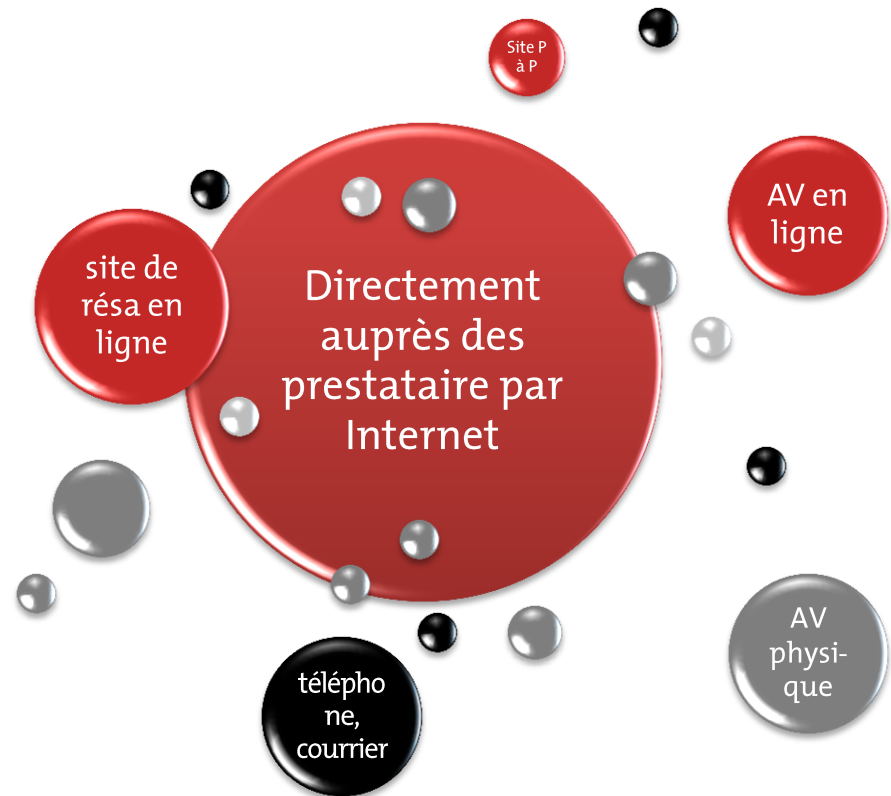 Site P
à P
AV en
ligne
site de
résa en
ligne
Directement
auprès des
prestataire par
Internet
AV
physi-
que
télépho
ne,
courrier